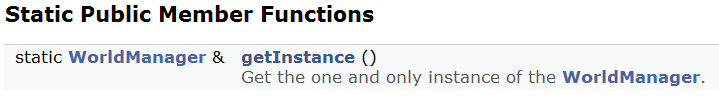 Static Public Member Functions
static WorldManager & getInstance ()
Get the one and only instance of the WorldManager.